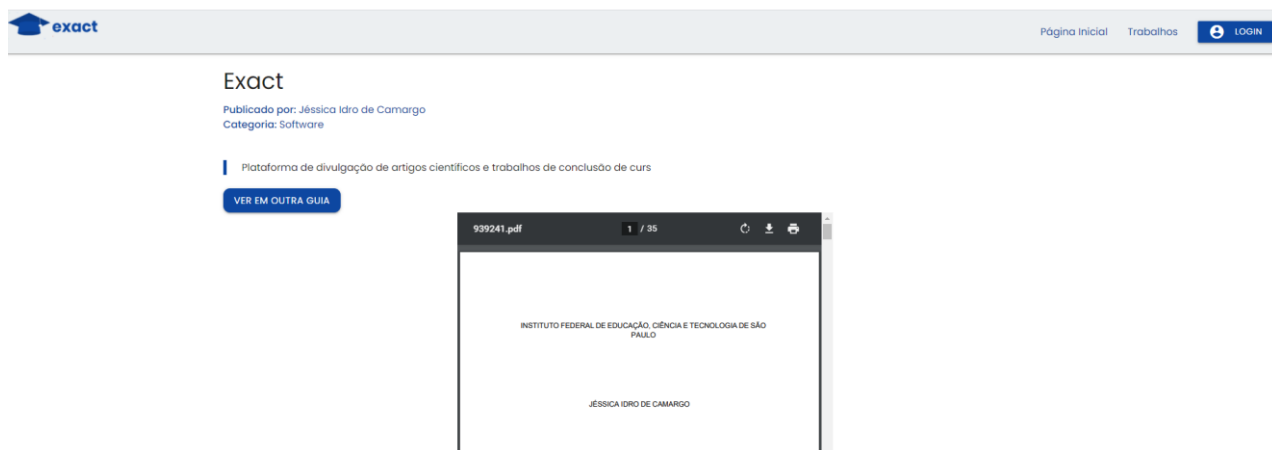 exact
Página Inicial Trabalhos LOGIN
Exact
Publicado por: Jéssica Idro de Camargo
Categoria: Software
Plataforma de divulgação de artigos científicos e trabalhos de conclusão de curs
VER EM OUTRA GUIA
939241.pdf 1 / 35
INSTITUTO FEDERAL DE EDUCAÇÃO, CIÊNCIA E TECNOLOGIA DE SÃO
PAULO
JÉSSICA IDRO DE CAMARGO